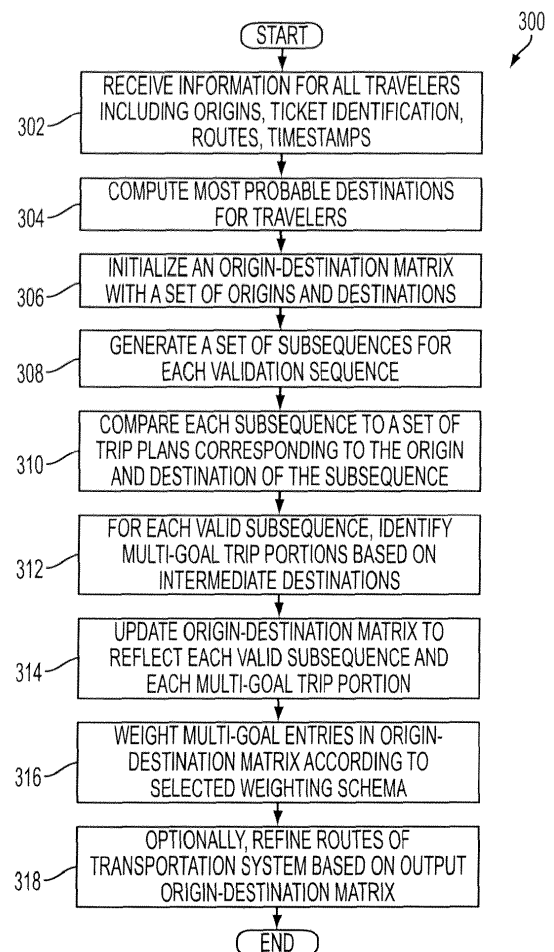 300
START
302
RECEIVE INFORMATION FOR ALL TRAVELERS
INCLUDING ORIGINS, TICKET IDENTIFICATION,
ROUTES, TIMESTAMPS
304
COMPUTE MOST PROBABLE DESTINATIONS
FOR TRAVELERS
306
INITIALIZE AN ORIGIN-DESTINATION MATRIX
WITH A SET OF ORIGINS AND DESTINATIONS
308
GENERATE A SET OF SUBSEQUENCES FOR
EACH VALIDATION SEQUENCE
310
COMPARE EACH SUBSEQUENCE TO A SET OF
TRIP PLANS CORRESPONDING TO THE ORIGIN
AND DESTINATION OF THE SUBSEQUENCE
312
FOR EACH VALID SUBSEQUENCE, IDENTIFY
MULTI-GOAL TRIP PORTIONS BASED ON
INTERMEDIATE DESTINATIONS
314
UPDATE ORIGIN-DESTINATION MATRIX TO
REFLECT EACH VALID SUBSEQUENCE AND
EACH MULTI-GOAL TRIP PORTION
316
WEIGHT MULTI-GOAL ENTRIES IN ORIGIN-
DESTINATION MATRIX ACCORDING TO
SELECTED WEIGHTING SCHEMA
318
OPTIONALLY, REFINE ROUTES OF
TRANSPORTATION SYSTEM BASED ON OUTPUT
ORIGIN-DESTINATION MATRIX
END